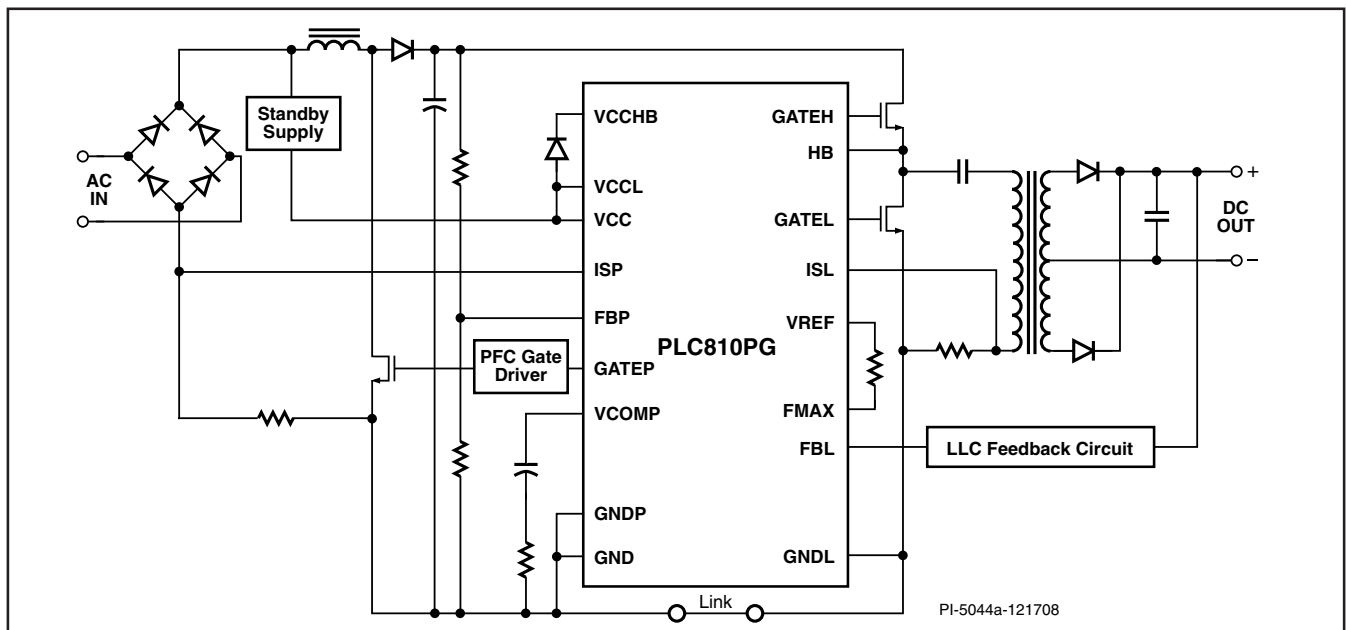 Standby
Supply
AC
IN
VCCHB
VCCL
VCC
ISP
FBP
PFC Gate
Driver
GATEP
VCOMP
GNDP
GND
PLC810PG
GATEH
HB
GATEL
ISL
VREF
FMAX
FBL
GNDL
LLC Feedback Circuit
+
DC
OUT
–
Link
PI-5044a-121708